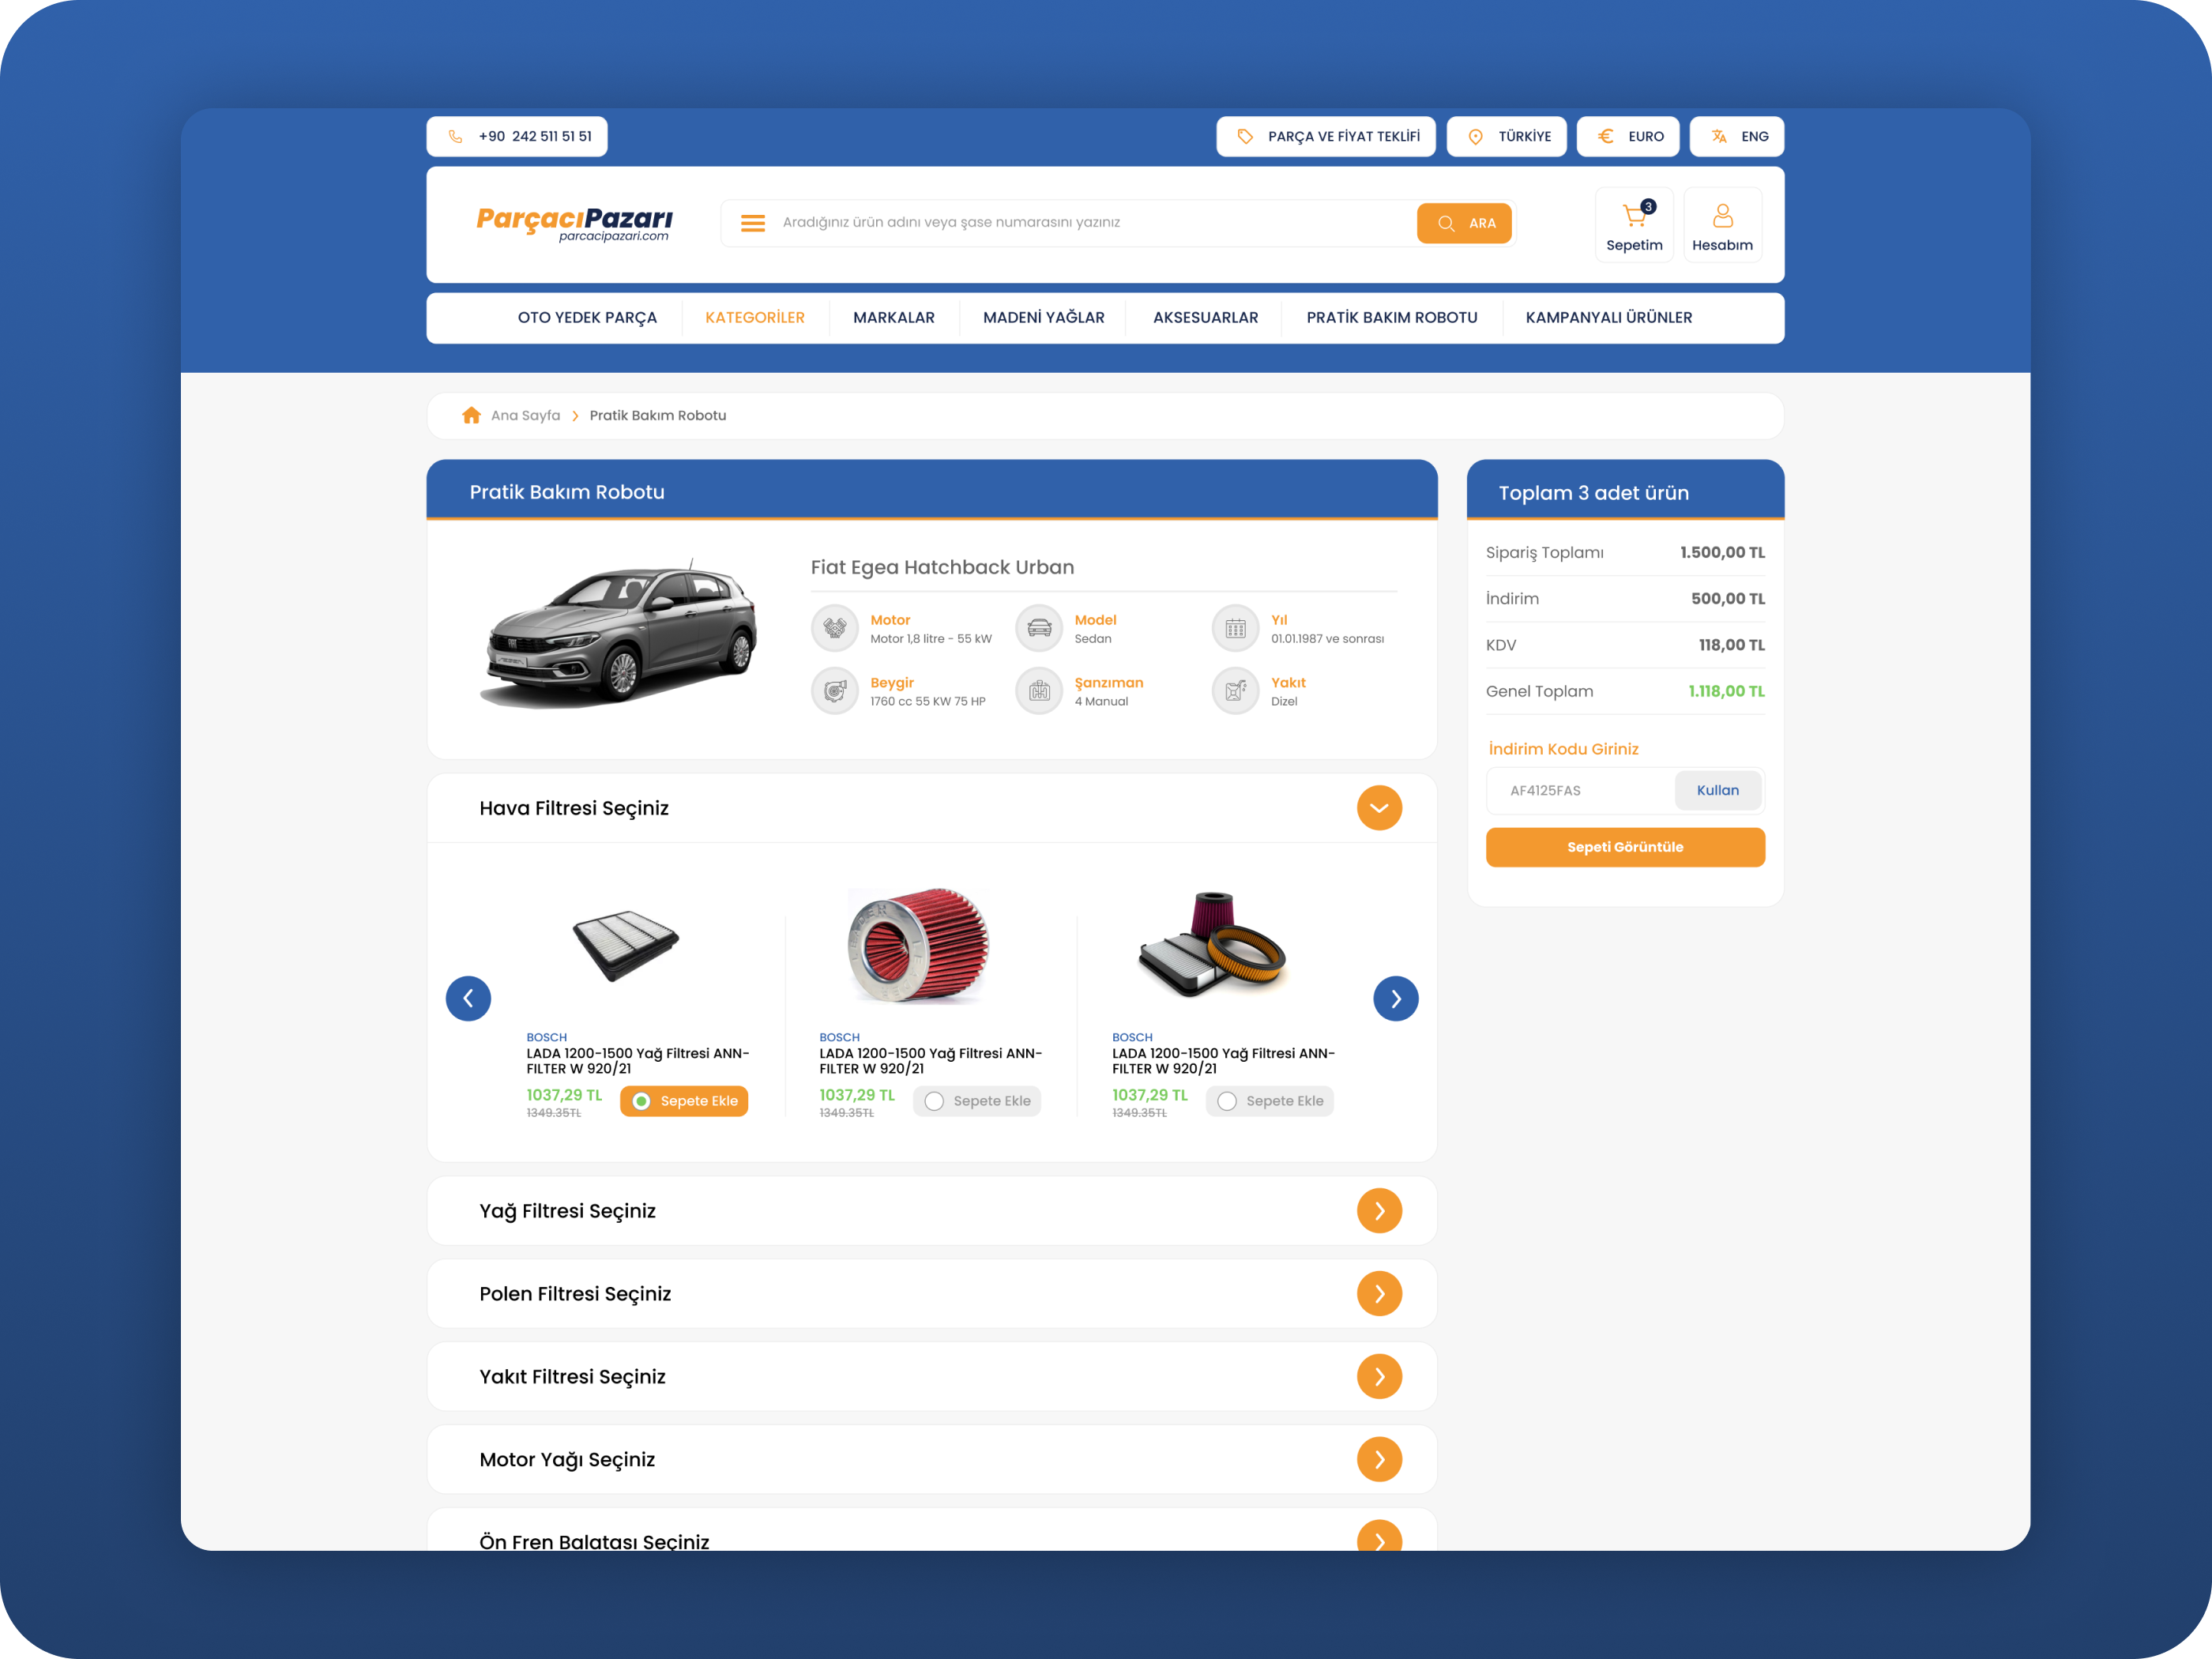 +90 242 511 51 51
PARÇA VE FİYAT TEKLİFİ
TÜRKİYE
EURO
ENG
ParçacıPazarı
parcacipazari.com
Aradığınız ürün adını veya şase numarasını yazınız
ARA
3
Sepetim
Hesabım
OTO YEDEK PARÇA
KATEGORİLER
MARKALAR
MADENİ YAĞLAR
AKSESUARLAR
PRATİK BAKIM ROBOTU
KAMPANYALI ÜRÜNLER
Ana Sayfa
Pratik Bakım Robotu
Pratik Bakım Robotu
Fiat Egea Hatchback Urban
Motor
Motor 1,8 litre - 55 kW
Model
Sedan
Yıl
01.01.1987 ve sonrası
Beygir
1760 cc 55 KW 75 HP
Şanzıman
4 Manual
Yakıt
Dizel
Toplam 3 adet ürün
Sipariş Toplamı 1.500,00 TL
İndirim 500,00 TL
KDV 118,00 TL
Genel Toplam 1.118,00 TL
İndirim Kodu Giriniz
AF4125FAS
Kullan
Sepeti Görüntüle
Hava Filtresi Seçiniz
BOSCH
LADA 1200-1500 Yağ Filtresi ANN-
FILTER W 920/21
1037,29 TL
1349.35TL
Sepete Ekle
BOSCH
LADA 1200-1500 Yağ Filtresi ANN-
FILTER W 920/21
1037,29 TL
1349.35TL
Sepete Ekle
BOSCH
LADA 1200-1500 Yağ Filtresi ANN-
FILTER W 920/21
1037,29 TL
1349.35TL
Sepete Ekle
Yağ Filtresi Seçiniz
Polen Filtresi Seçiniz
Yakıt Filtresi Seçiniz
Motor Yağı Seçiniz
Ön Fren Balatası Seçiniz